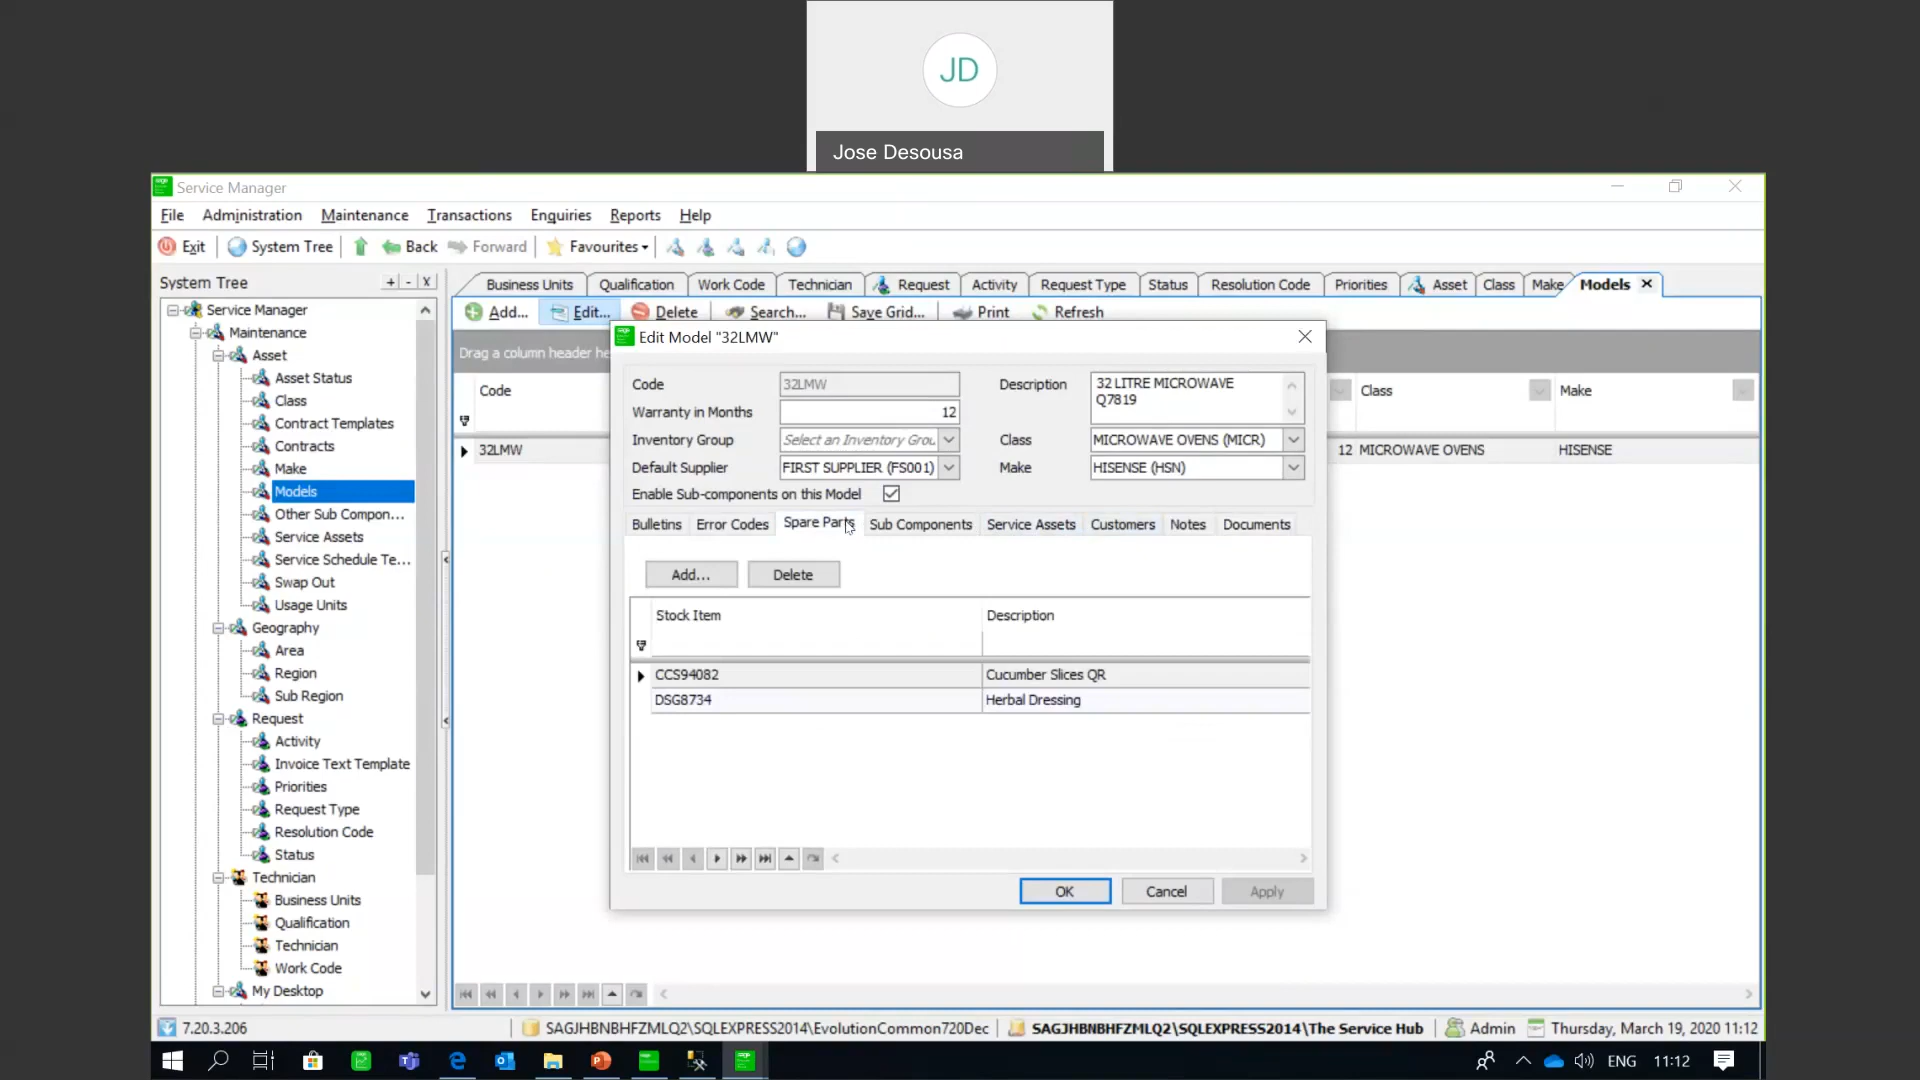 JD
Jose Desousa
Service Manager
File Administration Maintenance Transactions Enquiries Reports Help
Exit System Tree Back Forward Favourites
System Tree + - X
Business Units Qualification Work Code Technician Request Activity Request Type Status Resolution Code Priorities Asset Class Make Models
Add... Edit... Delete Search... Save Grid... Print Refresh
Drag a column header he
Code Class Make
32LMW 12 MICROWAVE OVENS HISENSE
Service Manager
Maintenance
Asset
Asset Status
Class
Contract Templates
Contracts
Make
Models
Other Sub Compon...
Service Assets
Service Schedule Te...
Swap Out
Usage Units
Geography
Area
Region
Sub Region
Request
Activity
Invoice Text Template
Priorities
Request Type
Resolution Code
Status
Technician
Business Units
Qualification
Technician
Work Code
My Desktop
Edit Model "32LMW"
Code 32LMW Description 32 LITRE MICROWAVE
Q7819
Warranty in Months 12
Inventory Group Select an Inventory Grou Class MICROWAVE OVENS (MICR)
Default Supplier FIRST SUPPLIER (FS001) Make HISENSE (HSN)
Enable Sub-components on this Model
Bulletins Error Codes Spare Parts Sub Components Service Assets Customers Notes Documents
Add... Delete
Stock Item Description
CCS94082 Cucumber Slices QR
DSG8734 Herbal Dressing
OK Cancel Apply
7.20.3.206 SAGJHBNBHFZMLQ2\SQLEXPRESS2014\EvolutionCommon720Dec SAGJHBNBHFZMLQ2\SQLEXPRESS2014\The Service Hub Admin Thursday, March 19, 2020 11:12
ENG 11:12